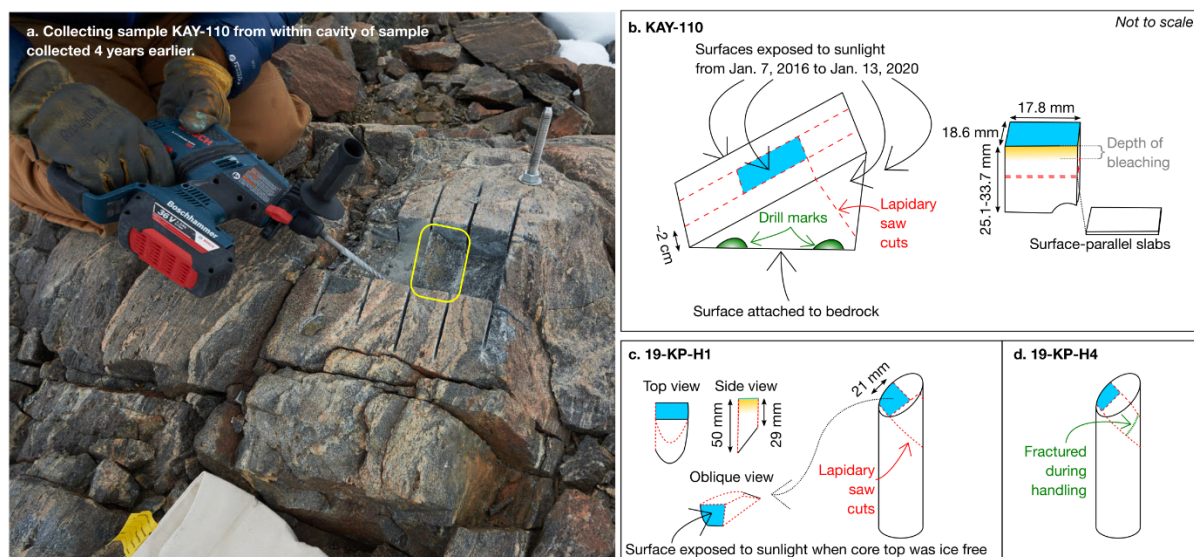 a. Collecting sample KAY-110 from within cavity of sample
collected 4 years earlier.
BOSCH
Boschhammer
36V
b. KAY-110
Not to scale
Surfaces exposed to sunlight
from Jan. 7, 2016 to Jan. 13, 2020
Drill marks
Lapidary
saw
cuts
~2 cm
Surface attached to bedrock
17.8 mm
18.6 mm
25.1-33.7 mm
Depth of
bleaching
Surface-parallel slabs
c. 19-KP-H1
Top view
Side view
50 mm
29 mm
21 mm
Oblique view
Lapidary
saw
cuts
Surface exposed to sunlight when core top was ice free
d. 19-KP-H4
Fractured
during
handling